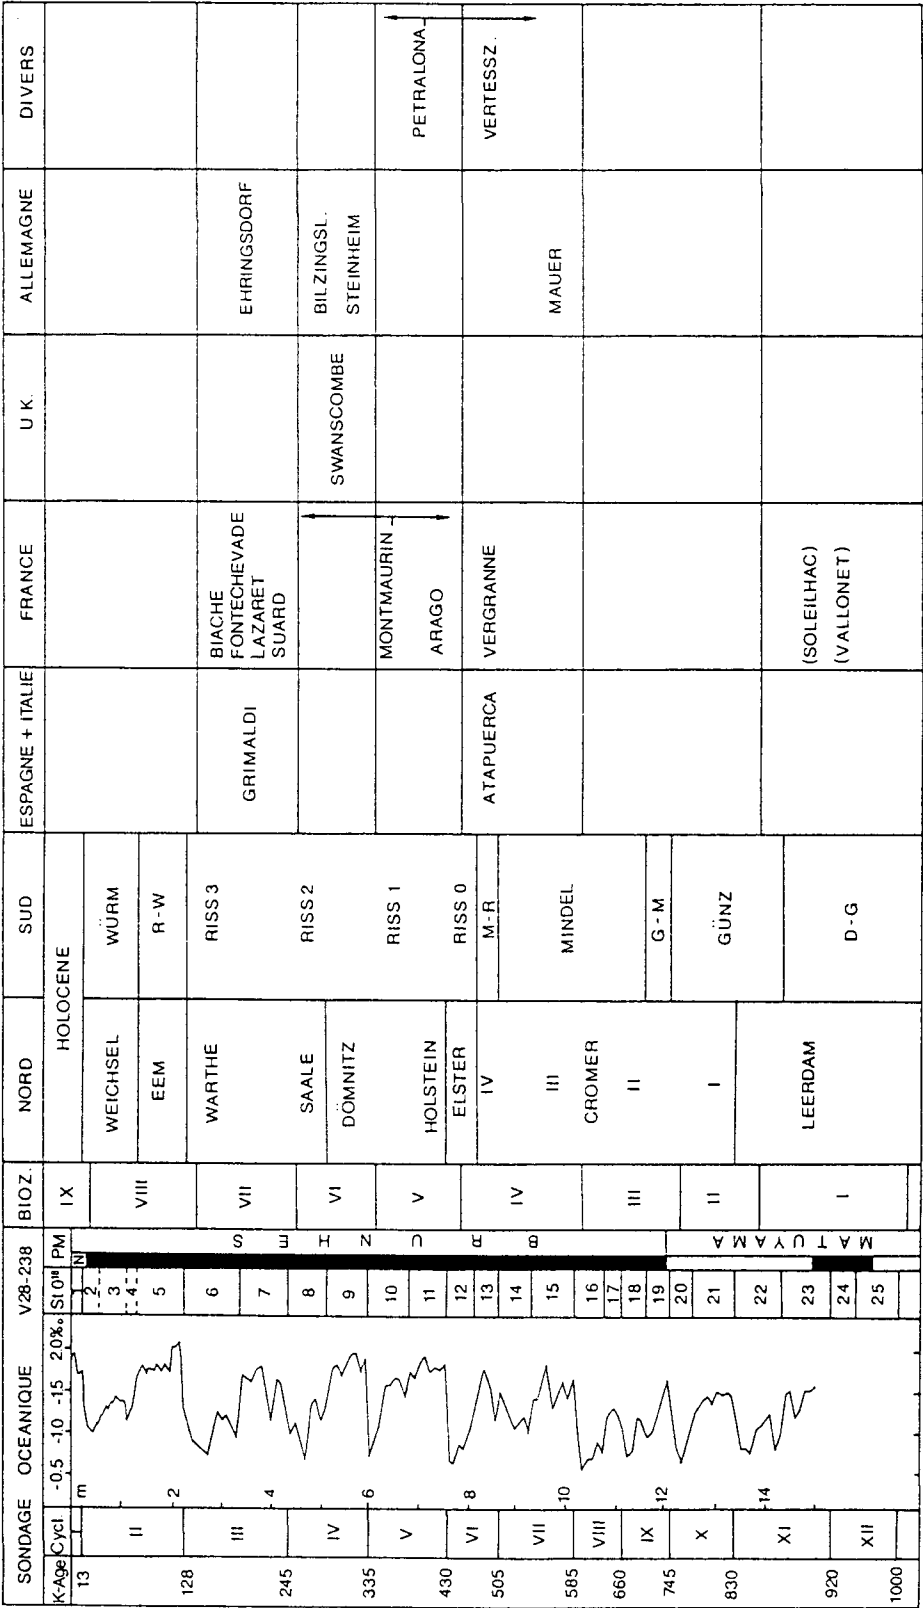 SONDAGE OCEANIQUE V28-238 BIOZ. NORD SUD ESPAGNE + ITALIE FRANCE U K. ALLEMAGNE DIVERS
K-Age Cycl. -0.5 -1.0 -1.5 2.0‰ St.O¹⁸ PM
13
128
245
335
430
505
585
660
745
830
920
1000
II
III
IV
V
VI
VII
VIII
IX
X
XI
XII
m
2
4
6
8
10
12
14
1
2
3
4
5
6
7
8
9
10
11
12
13
14
15
16
17
18
19
20
21
22
23
24
25
N
BRUNHES
MATUYAMA
IX
VIII
VII
VI
V
IV
III
II
I
HOLOCENE
WEICHSEL
EEM
WARTHE
SAALE
DÖMNITZ
HOLSTEIN
ELSTER
IV
III
CROMER
II
I
LEERDAM
WÜRM
R-W
RISS 3
RISS 2
RISS 1
RISS 0
M-R
MINDEL
G-M
GÜNZ
D-G
GRIMALDI
ATAPUERCA
BIACHE
FONTECHEVADE
LAZARET
SUARD
MONTMAURIN
ARAGO
VERGRANNE
(SOLEILHAC)
(VALLONET)
SWANSCOMBE
EHRINGSDORF
BILZINGSL.
STEINHEIM
MAUER
PETRALONA
VERTESSZ.